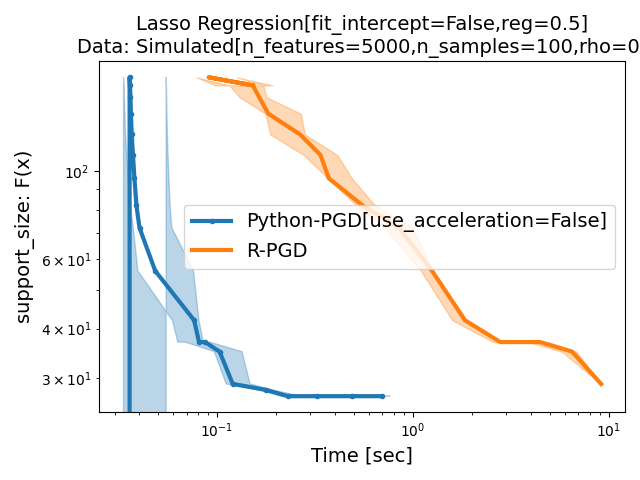 Lasso Regression[fit_intercept=False,reg=0.5]
Data: Simulated[n_features=5000,n_samples=100,rho=0
support_size: F(x)
10²
6 × 10¹
4 × 10¹
3 × 10¹
Python-PGD[use_acceleration=False]
R-PGD
10⁻¹
10⁰
10¹
Time [sec]